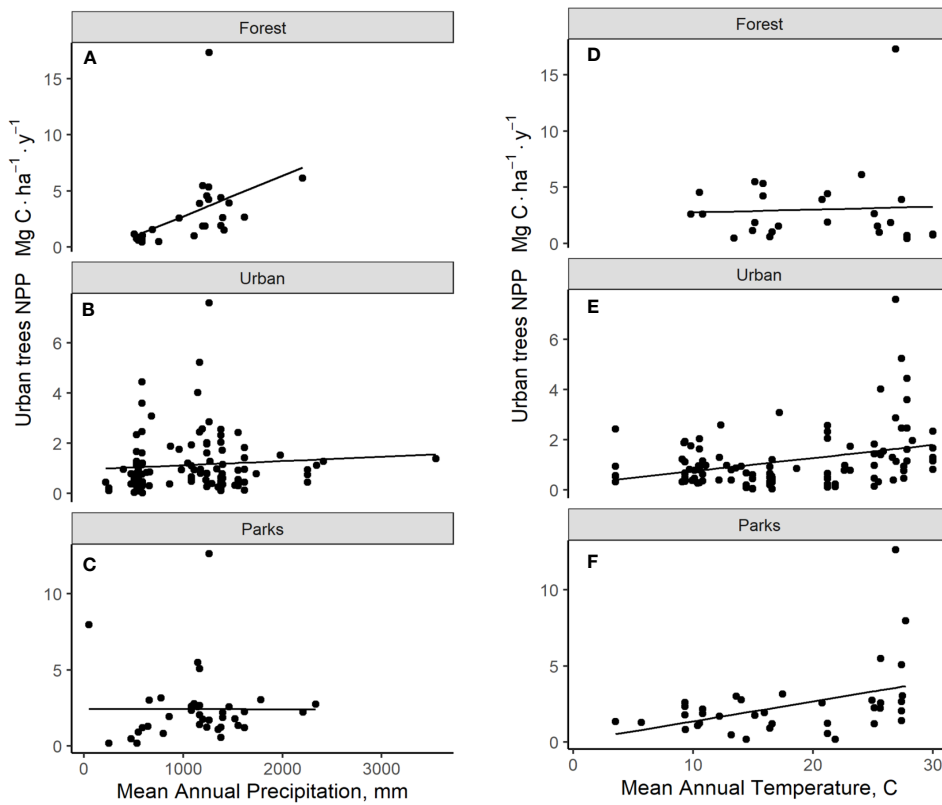 Forest
A
15
10
5
0
Mg C · ha⁻¹ · y⁻¹
Urban
B
6
4
2
0
Urban trees NPP
Parks
C
10
5
0
0 1000 2000 3000
Mean Annual Precipitation, mm
Forest
D
15
10
5
0
Mg C · ha⁻¹ · y⁻¹
Urban
E
6
4
2
0
Urban trees NPP
Parks
F
10
5
0
0 10 20 30
Mean Annual Temperature, C